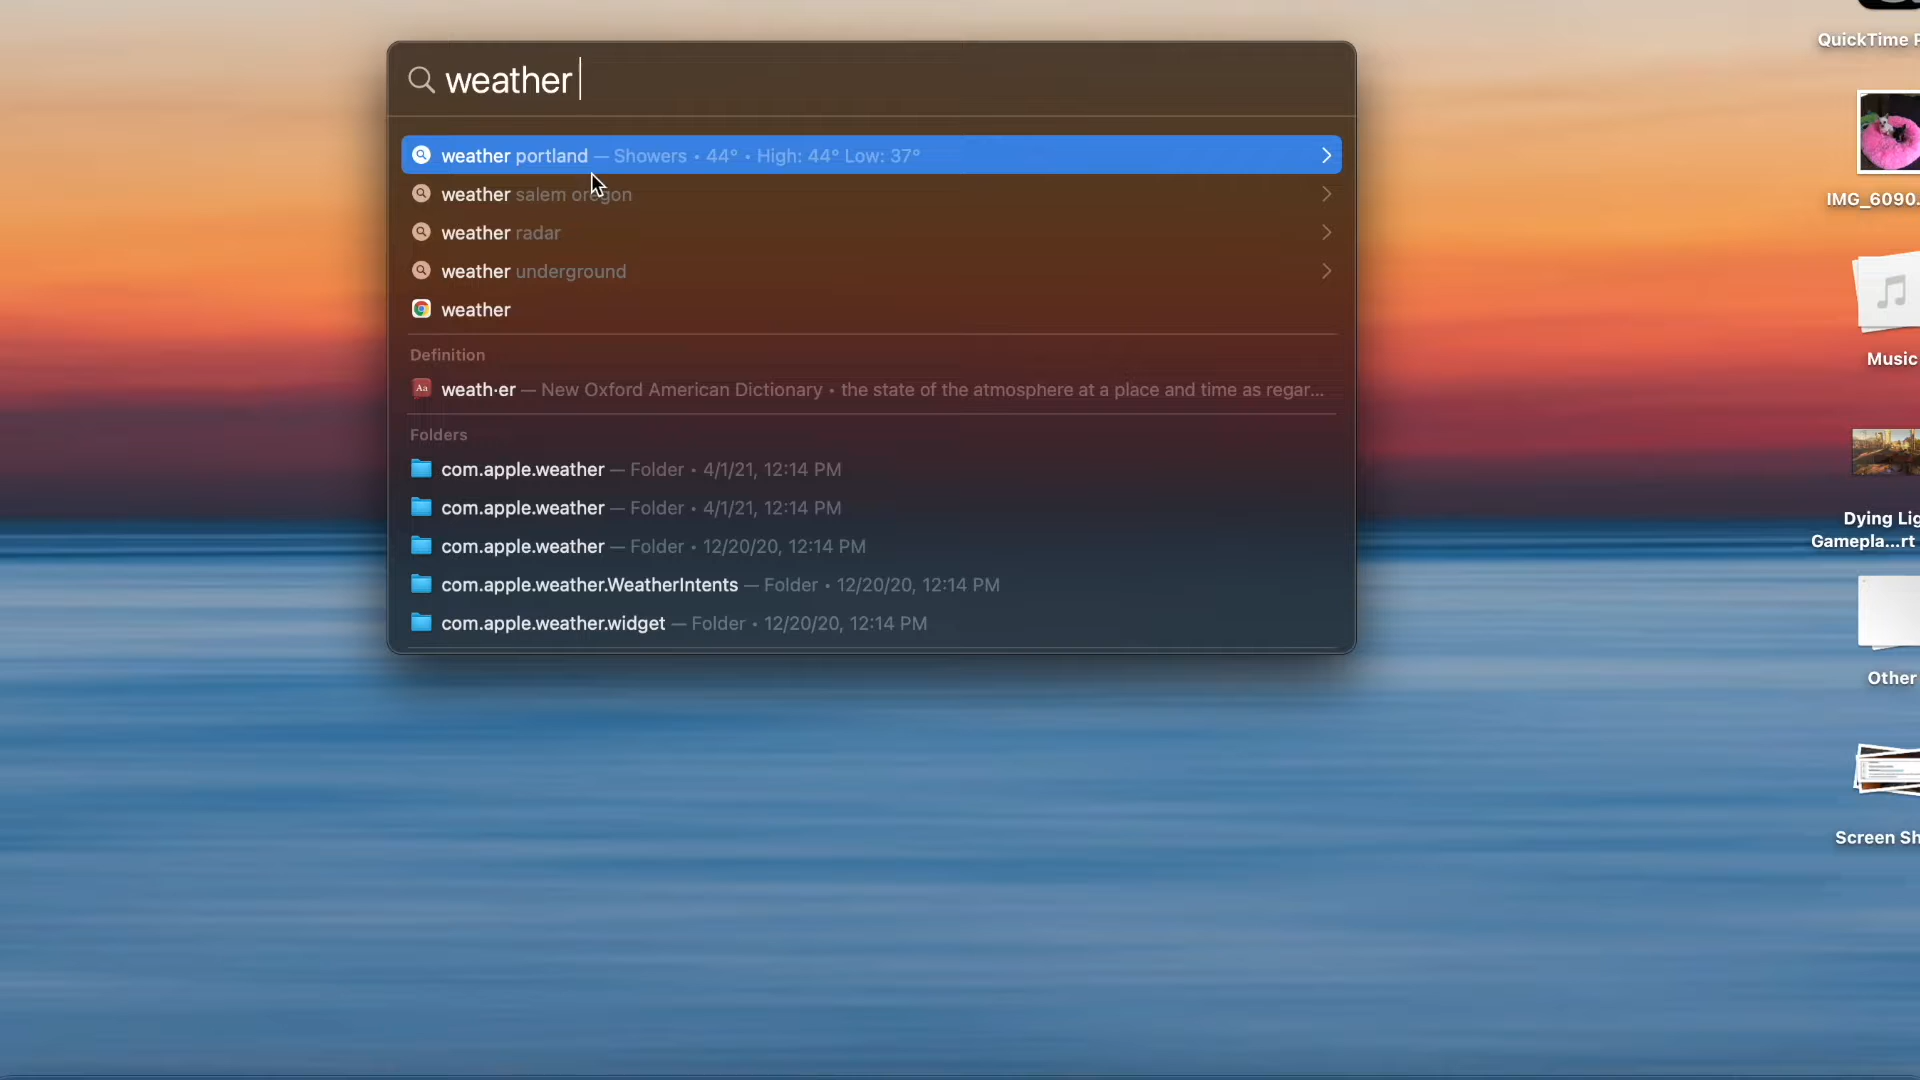 weather
weather portland — Showers • 44° • High: 44° Low: 37°
weather salem oregon
weather radar
weather underground
weather
Definition
Aa weath·er — New Oxford American Dictionary • the state of the atmosphere at a place and time as regar...
Folders
com.apple.weather — Folder • 4/1/21, 12:14 PM
com.apple.weather — Folder • 4/1/21, 12:14 PM
com.apple.weather — Folder • 12/20/20, 12:14 PM
com.apple.weather.WeatherIntents — Folder • 12/20/20, 12:14 PM
com.apple.weather.widget — Folder • 12/20/20, 12:14 PM
QuickTime P
IMG_6090.
Music
Dying Lig
Gamepla...rt
Other
Screen Sh